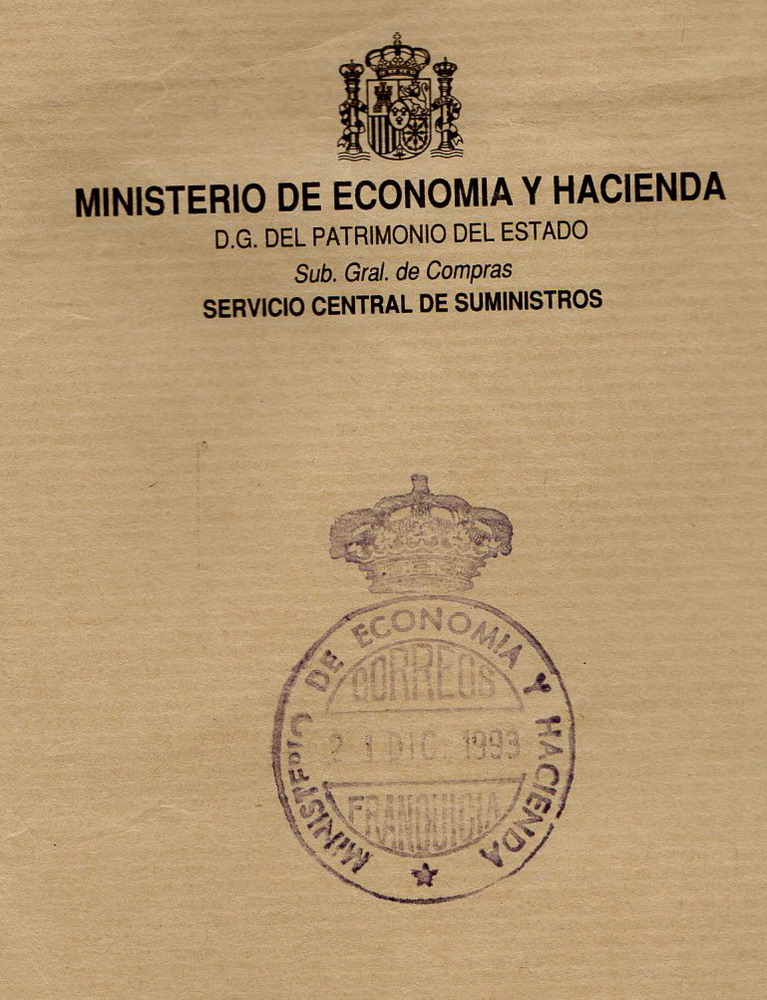 MINISTERIO DE ECONOMIA Y HACIENDA
D.G. DEL PATRIMONIO DEL ESTADO
Sub. Gral. de Compras
SERVICIO CENTRAL DE SUMINISTROS
MINISTERIO DE ECONOMIA Y HACIENDA
CORREOS
21 DIC. 1993
FRANQUICIA